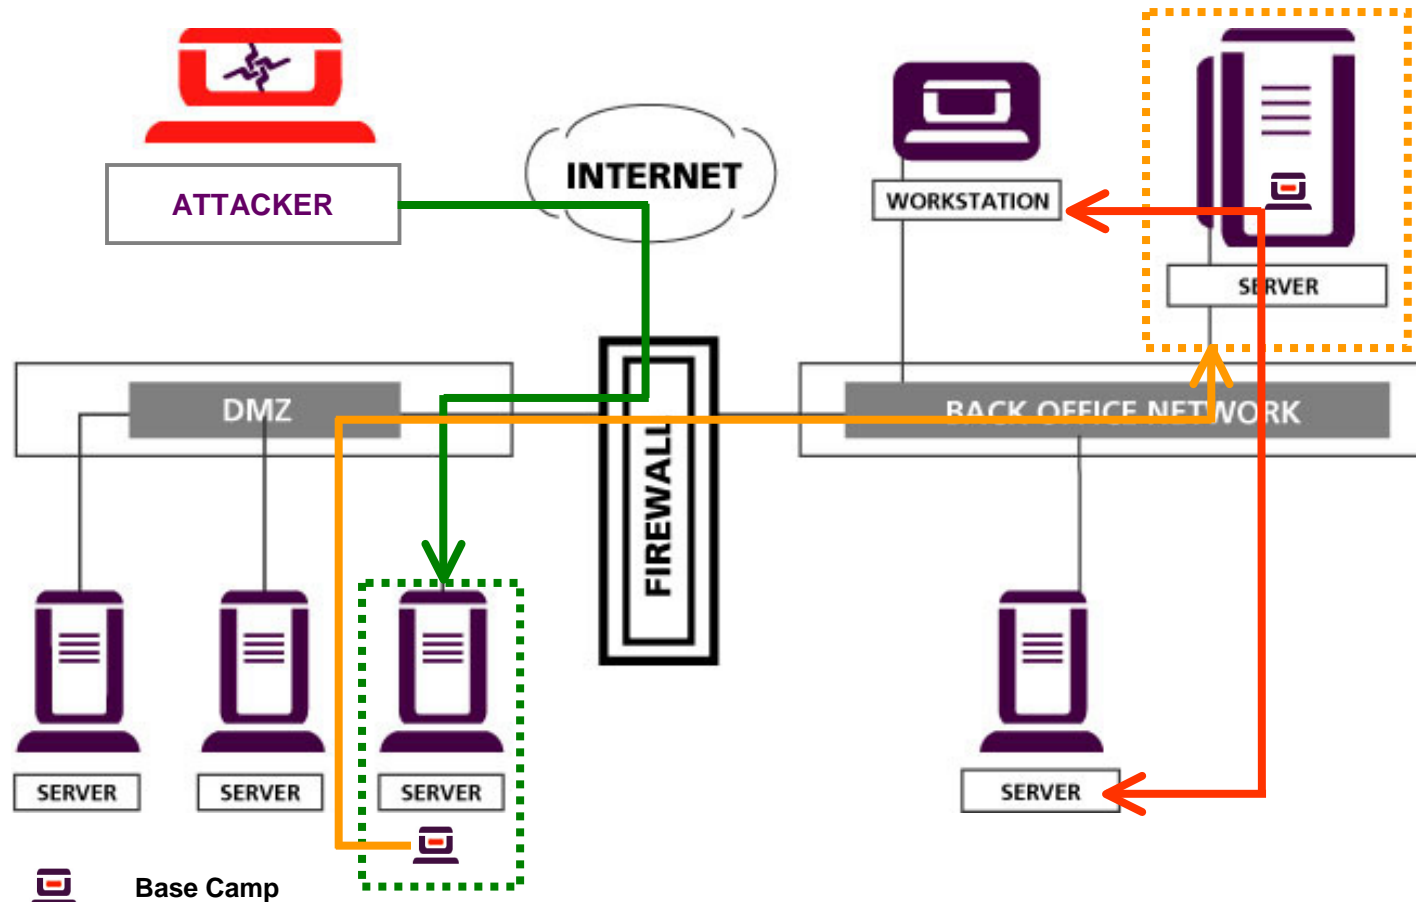 ATTACKER
INTERNET
WORKSTATION
SERVER
DMZ
FIREWALL
BACK OFFICE NETWORK
SERVER
SERVER
SERVER
SERVER
Base Camp